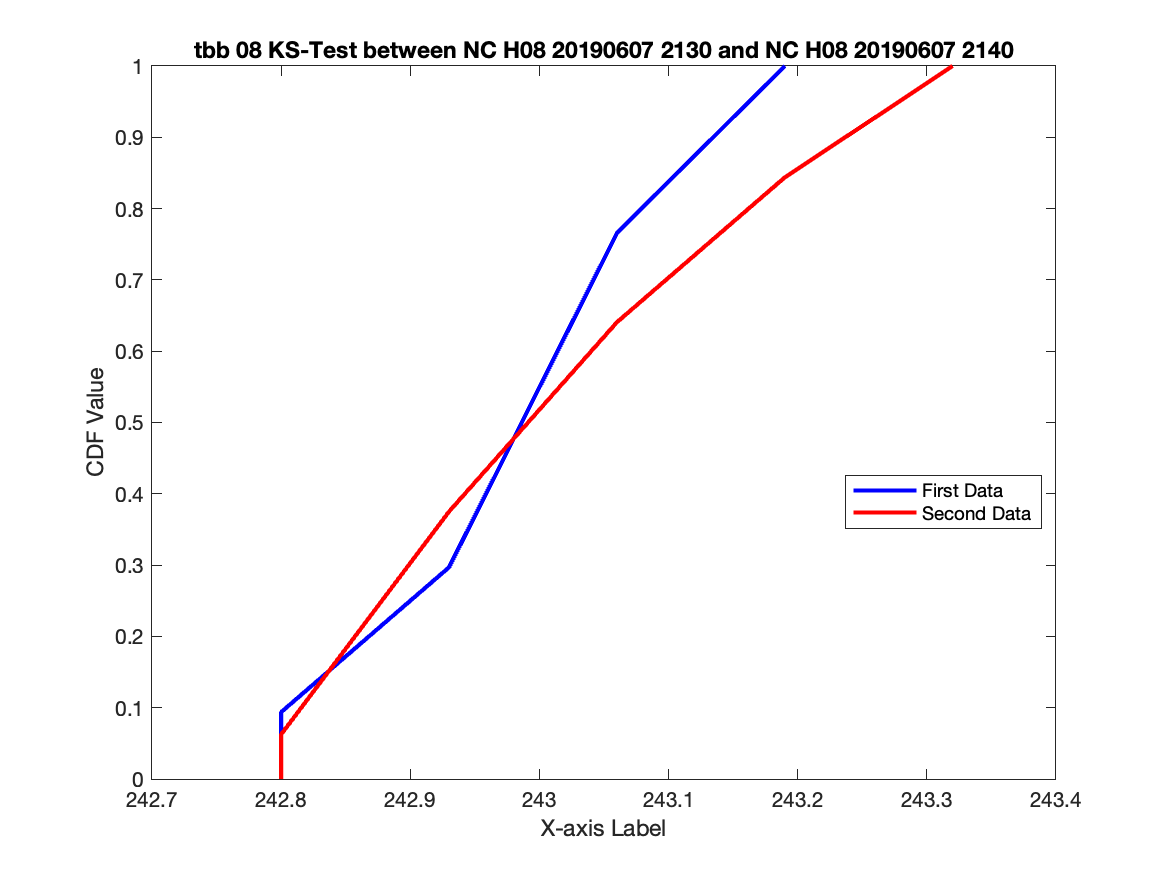 tbb 08 KS-Test between NC H08 20190607 2130 and NC H08 20190607 2140
1
0.9
0.8
0.7
0.6
0.5
0.4
0.3
0.2
0.1
0
CDF Value
First Data
Second Data
242.7 242.8 242.9 243 243.1 243.2 243.3 243.4
X-axis Label